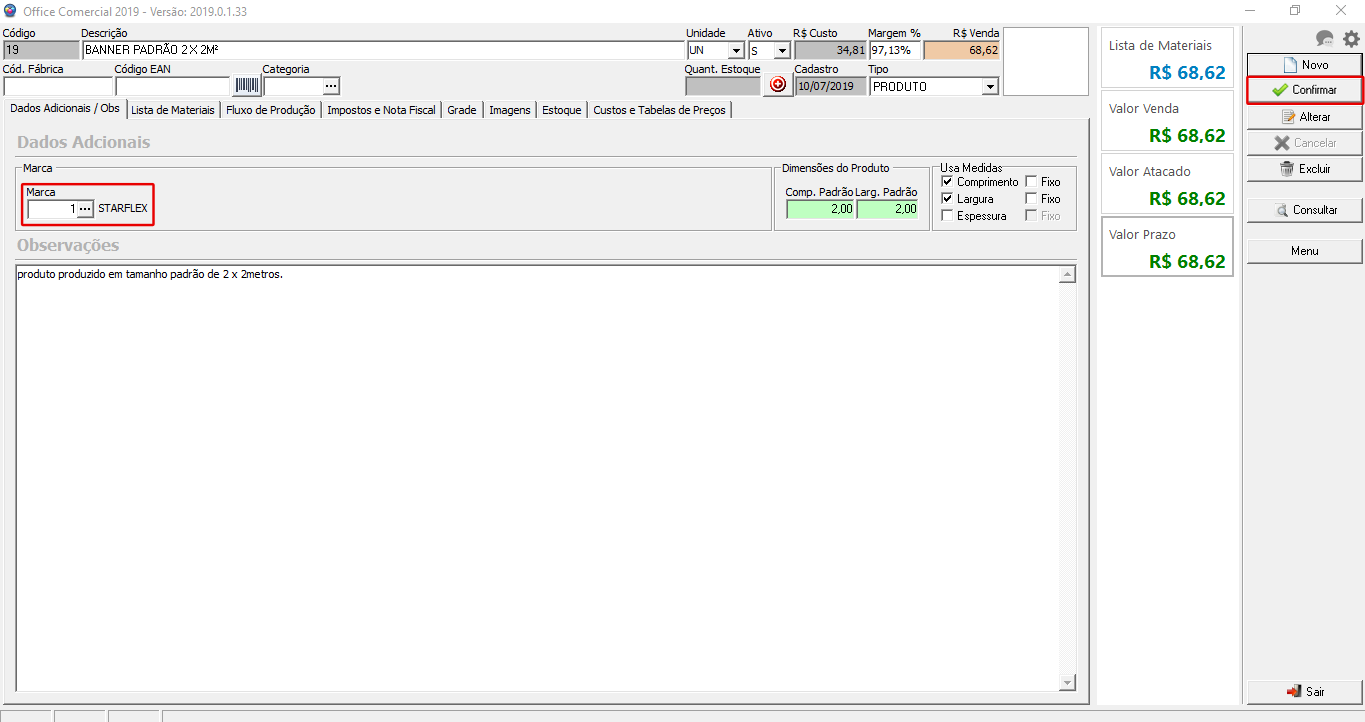 Office Comercial 2019 - Versão: 2019.0.1.33
Código Descrição Unidade Ativo R$ Custo Margem % R$ Venda
19 BANNER PADRÃO 2 X 2M² UN S 34,81 97,13% 68,62
Cód. Fábrica Código EAN Categoria Quant. Estoque Cadastro Tipo
... 10/07/2019 PRODUTO
Dados Adicionais / Obs Lista de Materiais Fluxo de Produção Impostos e Nota Fiscal Grade Imagens Estoque Custos e Tabelas de Preços
Dados Adcionais
Marca Dimensões do Produto Usa Medidas
Marca Comp. Padrão Larg. Padrão Comprimento Fixo
1 ... STARFLEX 2,00 2,00 Largura Fixo
Espessura Fixo
Observações
produto produzido em tamanho padrão de 2 x 2metros.
Lista de Materiais
R$ 68,62
Valor Venda
R$ 68,62
Valor Atacado
R$ 68,62
Valor Prazo
R$ 68,62
Novo
Confirmar
Alterar
Cancelar
Excluir
Consultar
Menu
Sair